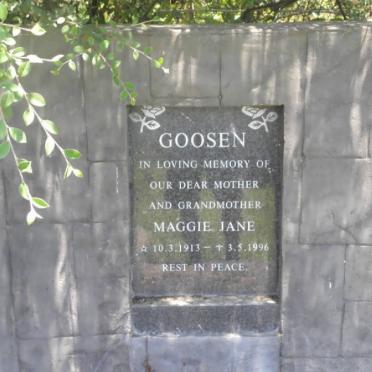 GOOSEN
IN LOVING MEMORY OF
OUR DEAR MOTHER
AND GRANDMOTHER
MAGGIE JANE
☆ 10.3.1913 – ✝ 3.5.1996
REST IN PEACE.